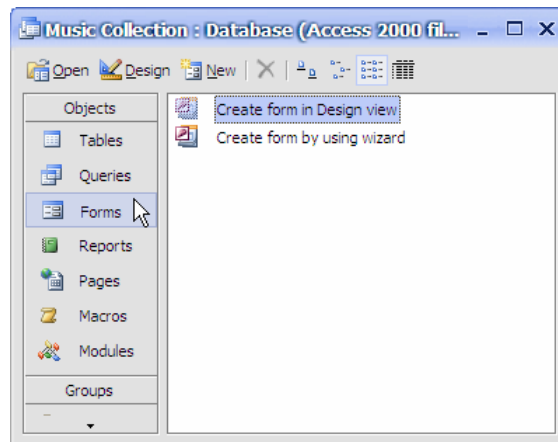 Music Collection : Database (Access 2000 fil...
Open Design New
Objects
Tables
Queries
Forms
Reports
Pages
Macros
Modules
Groups
Create form in Design view
Create form by using wizard